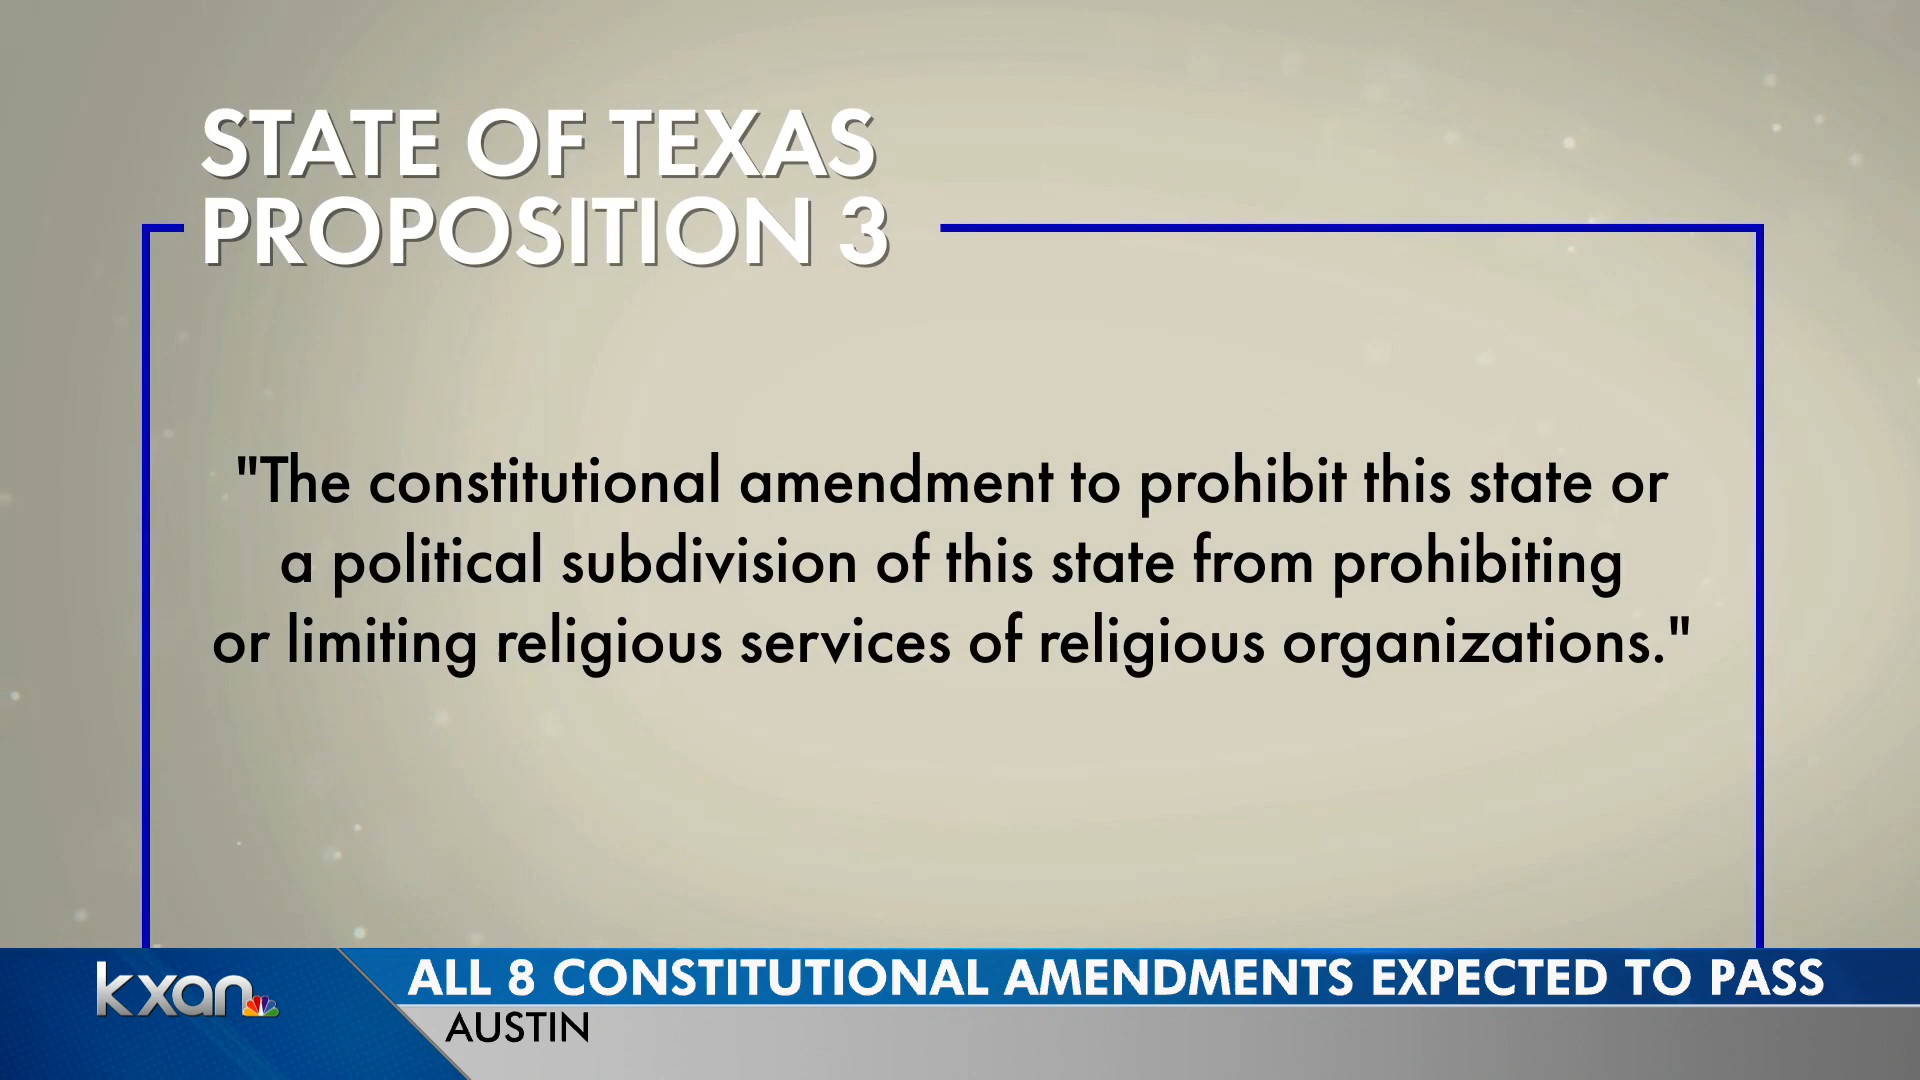 STATE OF TEXAS
PROPOSITION 3
"The constitutional amendment to prohibit this state or
a political subdivision of this state from prohibiting
or limiting religious services of religious organizations."
kxan
ALL 8 CONSTITUTIONAL AMENDMENTS EXPECTED TO PASS
AUSTIN